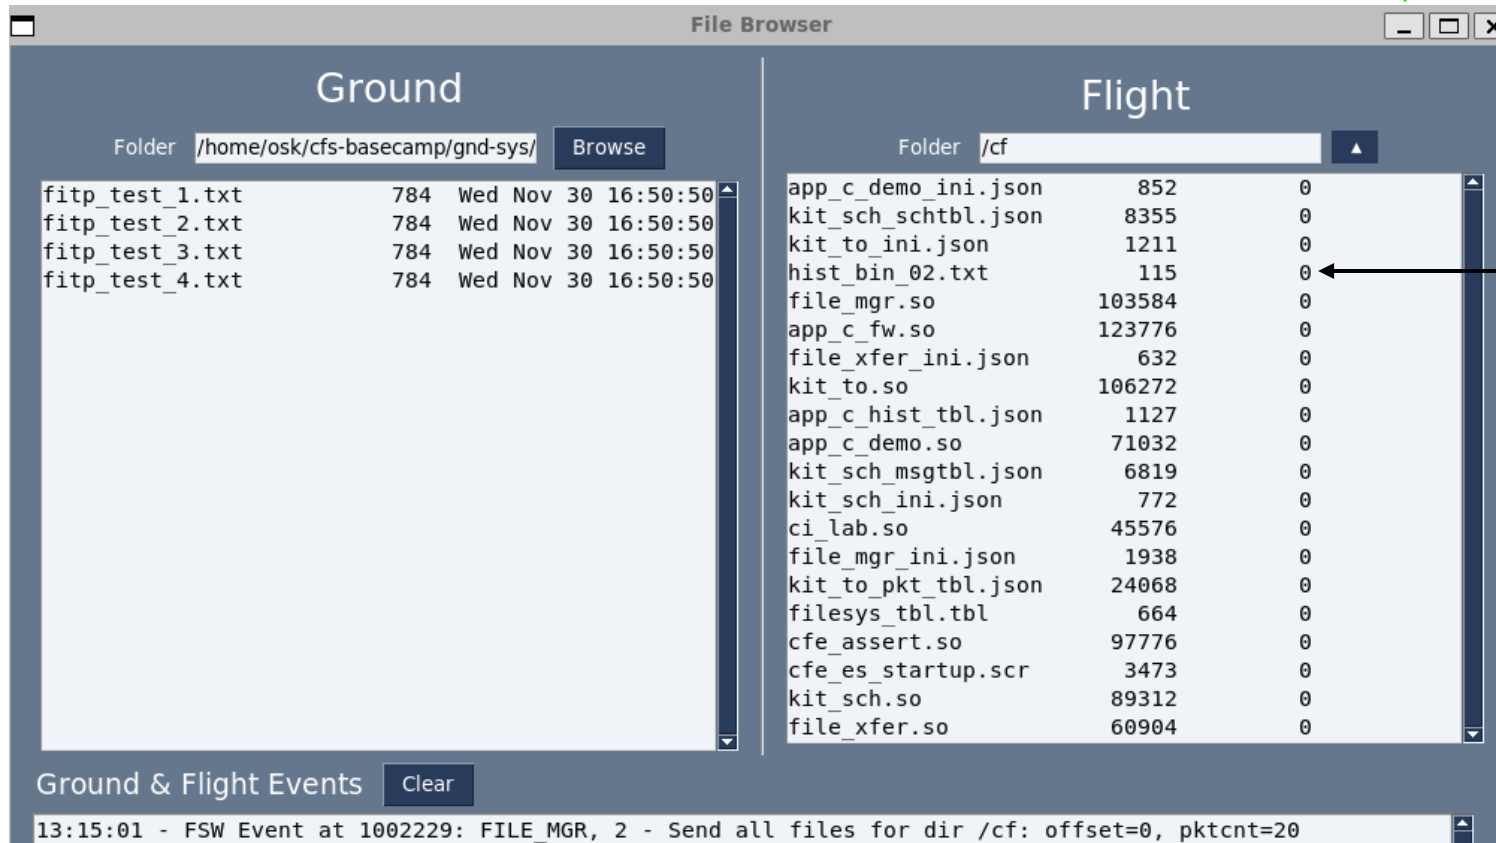 File Browser
Ground
Folder /home/osk/cfs-basecamp/gnd-sys/ Browse
fitp_test_1.txt 784 Wed Nov 30 16:50:50
fitp_test_2.txt 784 Wed Nov 30 16:50:50
fitp_test_3.txt 784 Wed Nov 30 16:50:50
fitp_test_4.txt 784 Wed Nov 30 16:50:50
Flight
Folder /cf ▲
app_c_demo_ini.json 852 0
kit_sch_schtbl.json 8355 0
kit_to_ini.json 1211 0
hist_bin_02.txt 115 0
file_mgr.so 103584 0
app_c_fw.so 123776 0
file_xfer_ini.json 632 0
kit_to.so 106272 0
app_c_hist_tbl.json 1127 0
app_c_demo.so 71032 0
kit_sch_msgtbl.json 6819 0
kit_sch_ini.json 772 0
ci_lab.so 45576 0
file_mgr_ini.json 1938 0
kit_to_pkt_tbl.json 24068 0
filesys_tbl.tbl 664 0
cfe_assert.so 97776 0
cfe_es_startup.scr 3473 0
kit_sch.so 89312 0
file_xfer.so 60904 0
Ground & Flight Events Clear
13:15:01 - FSW Event at 1002229: FILE_MGR, 2 - Send all files for dir /cf: offset=0, pktcnt=20